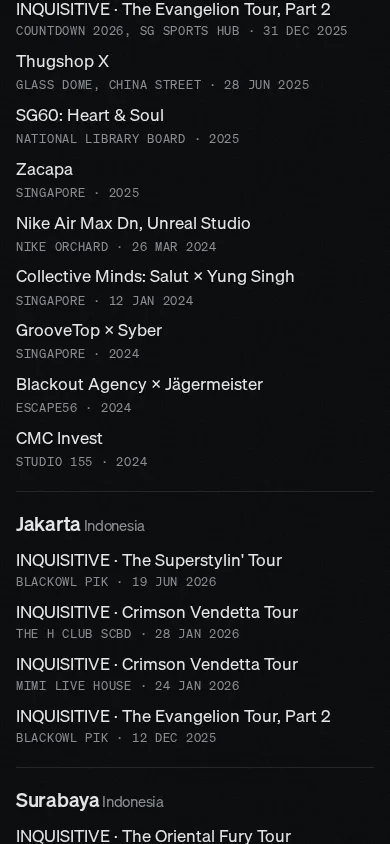 INQUISITIVE · The Evangelion Tour, Part 2
COUNTDOWN 2026, SG SPORTS HUB · 31 DEC 2025
Thugshop X
GLASS DOME, CHINA STREET · 28 JUN 2025
SG60: Heart & Soul
NATIONAL LIBRARY BOARD · 2025
Zacapa
SINGAPORE · 2025
Nike Air Max Dn, Unreal Studio
NIKE ORCHARD · 26 MAR 2024
Collective Minds: Salut × Yung Singh
SINGAPORE · 12 JAN 2024
GrooveTop × Syber
SINGAPORE · 2024
Blackout Agency × Jägermeister
ESCAPE56 · 2024
CMC Invest
STUDIO 155 · 2024
Jakarta Indonesia
INQUISITIVE · The Superstylin' Tour
BLACKOWL PIK · 19 JUN 2026
INQUISITIVE · Crimson Vendetta Tour
THE H CLUB SCBD · 28 JAN 2026
INQUISITIVE · Crimson Vendetta Tour
MIMI LIVE HOUSE · 24 JAN 2026
INQUISITIVE · The Evangelion Tour, Part 2
BLACKOWL PIK · 12 DEC 2025
Surabaya Indonesia
INQUISITIVE · The Oriental Fury Tour